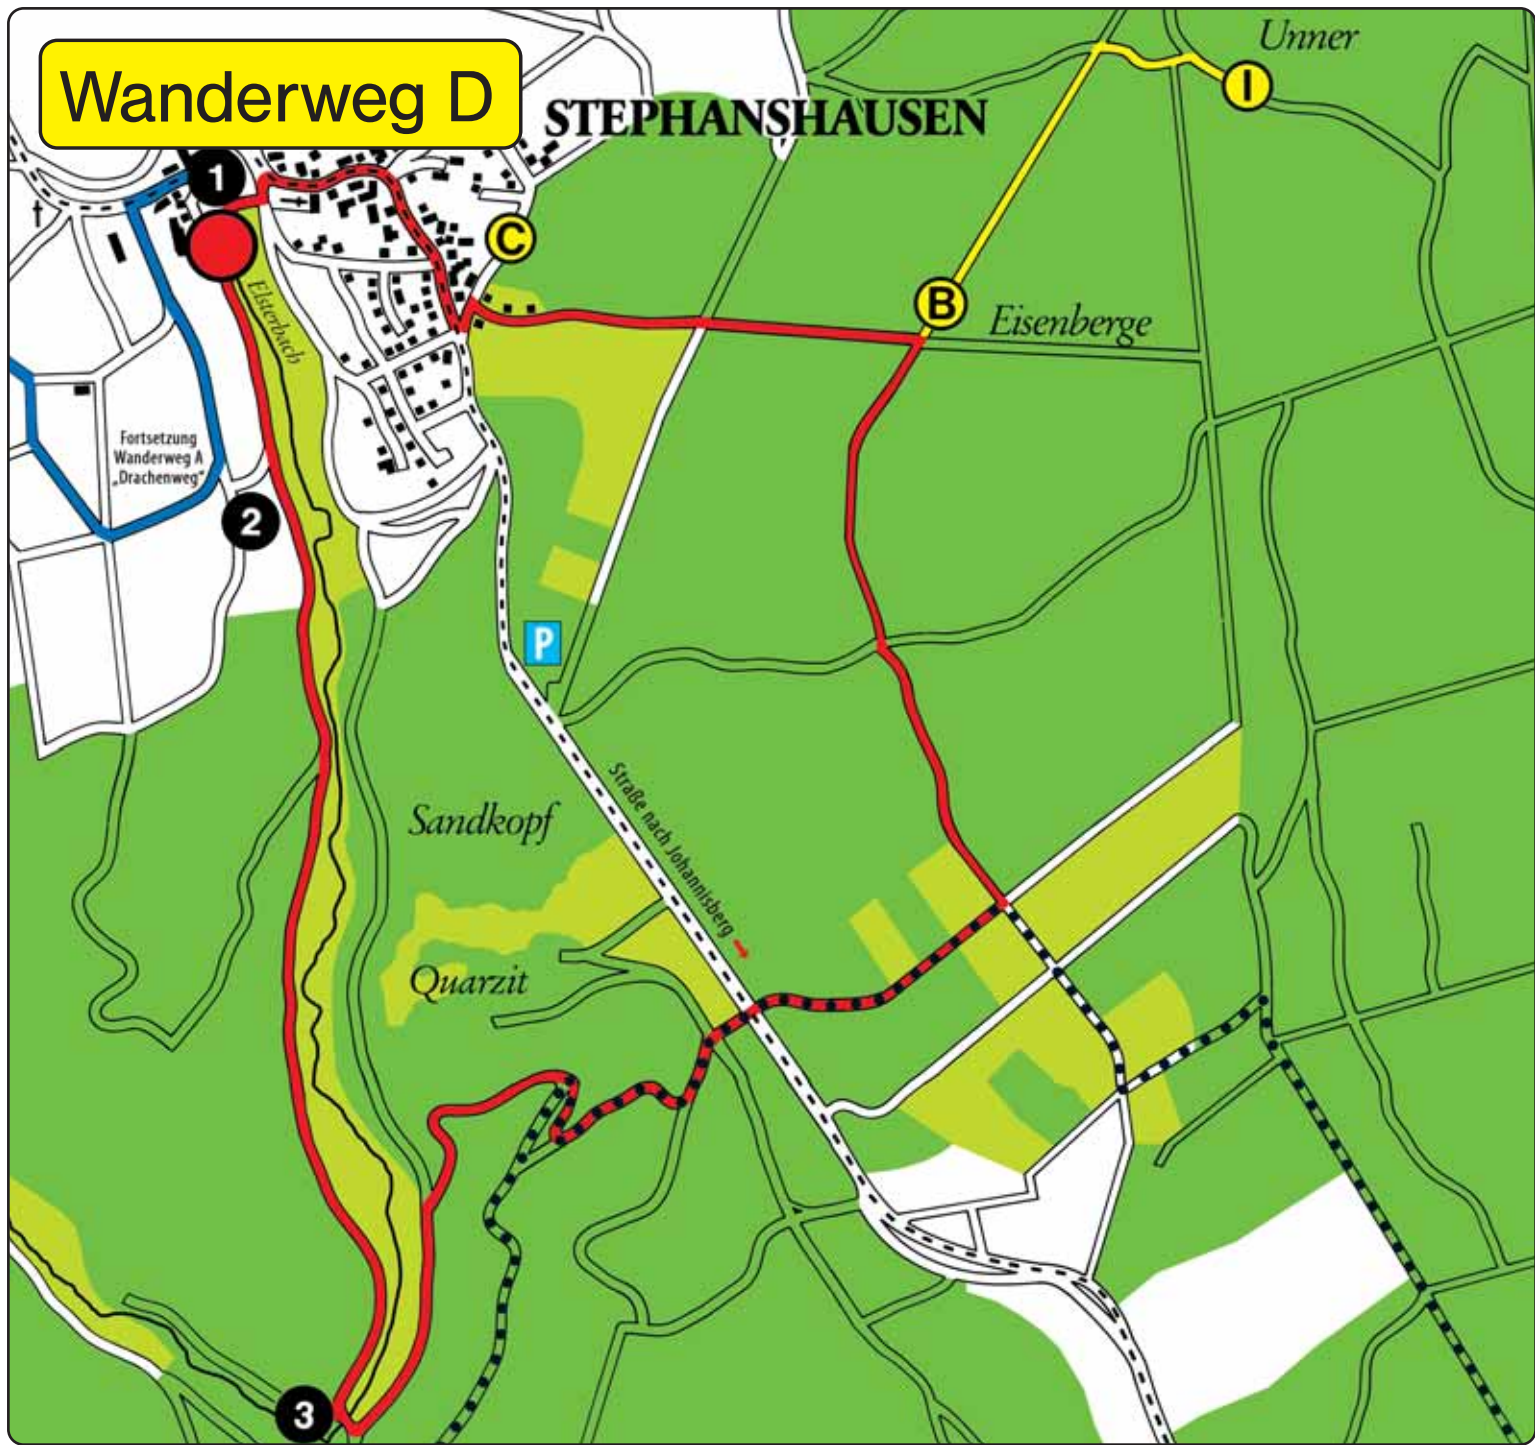 Wanderweg D
Unner
I
STEPHANSHAUSEN
1
C
B
Eisenberge
Elsterbach
Fortsetzung
Wanderweg A
„Drachenweg“
2
P
Straße nach Johannisberg
Sandkopf
Quarzit
3